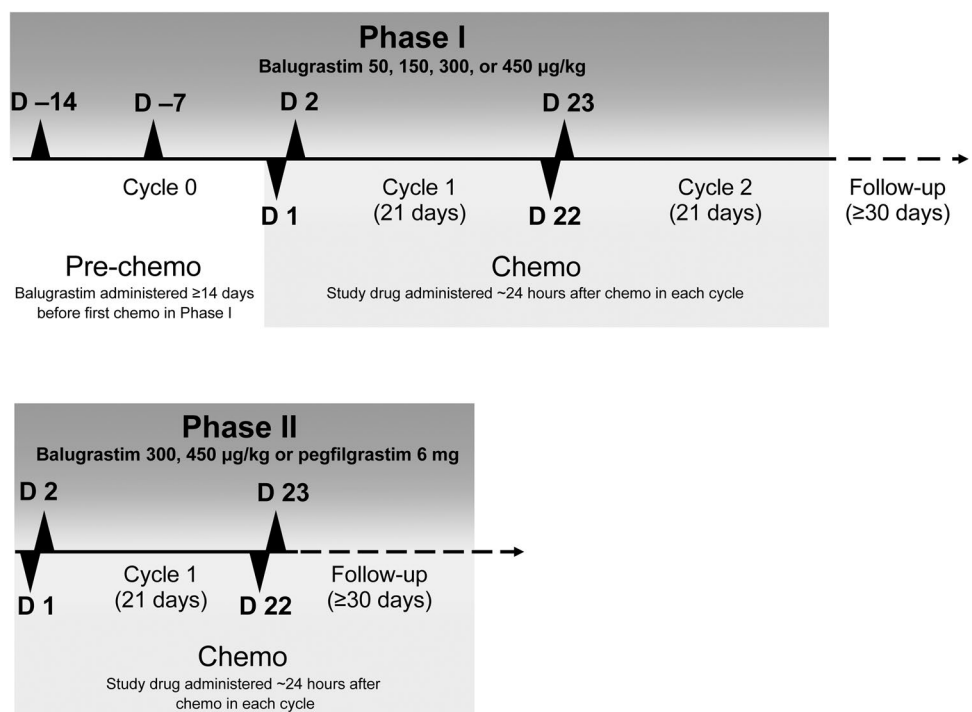 Phase I
Balugrastim 50, 150, 300, or 450 µg/kg
D –14
D –7
D 2
D 23
Cycle 0
Cycle 1
(21 days)
Cycle 2
(21 days)
Follow-up
(≥30 days)
D 1
D 22
Pre-chemo
Balugrastim administered ≥14 days
before first chemo in Phase I
Chemo
Study drug administered ~24 hours after chemo in each cycle
Phase II
Balugrastim 300, 450 µg/kg or pegfilgrastim 6 mg
D 2
D 23
Cycle 1
(21 days)
Follow-up
(≥30 days)
D 1
D 22
Chemo
Study drug administered ~24 hours after
chemo in each cycle